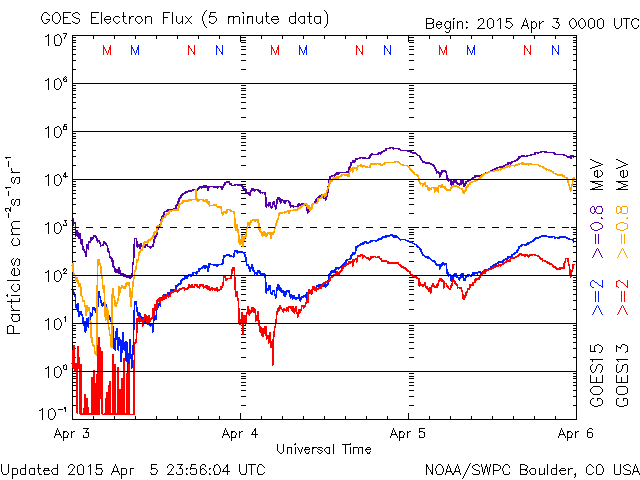 GOES Electron Flux (5 minute data)
Begin: 2015 Apr 3 0000 UTC
10⁷
M M N N M M N N M M N N
10⁶
10⁵
10⁴
10³
10²
10¹
10⁰
10⁻¹
Particles cm⁻²s⁻¹sr⁻¹
GOES15 >=2 >=0.8 MeV
GOES13 >=2 >=0.8 MeV
Apr 3 Apr 4 Apr 5 Apr 6
Universal Time
Updated 2015 Apr 5 23:56:04 UTC
NOAA/SWPC Boulder, CO USA